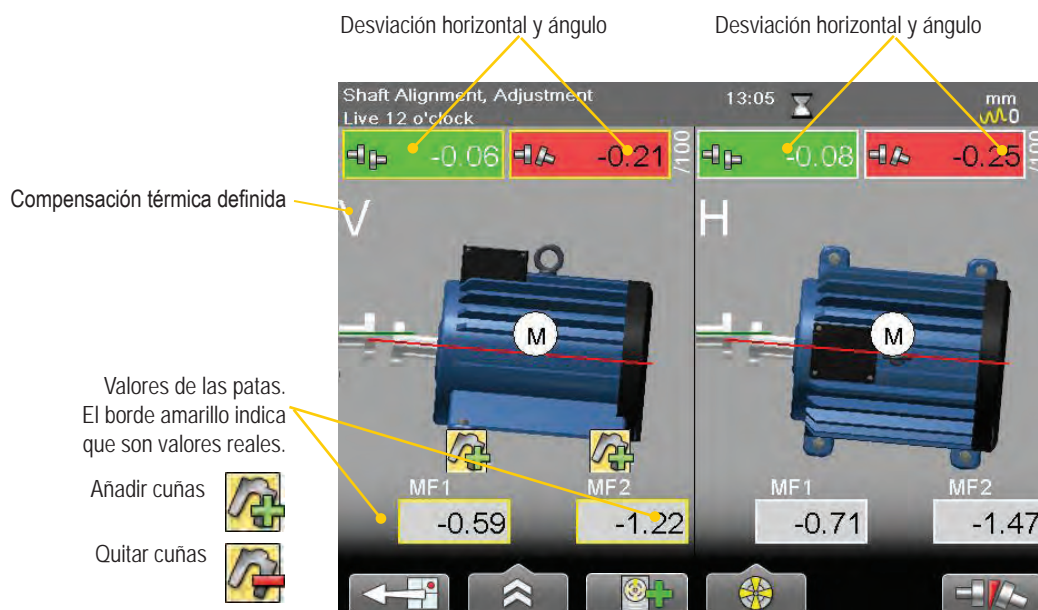 Desviación horizontal y ángulo
Desviación horizontal y ángulo
Shaft Alignment, Adjustment
13:05
mm
Live 12 o'clock
0
-0.06
-0.21
/100
-0.08
-0.25
/100
Compensación térmica definida
V
H
M
M
Valores de las patas.
El borde amarillo indica
que son valores reales.
Añadir cuñas
Quitar cuñas
MF1
MF2
MF1
MF2
-0.59
-1.22
-0.71
-1.47